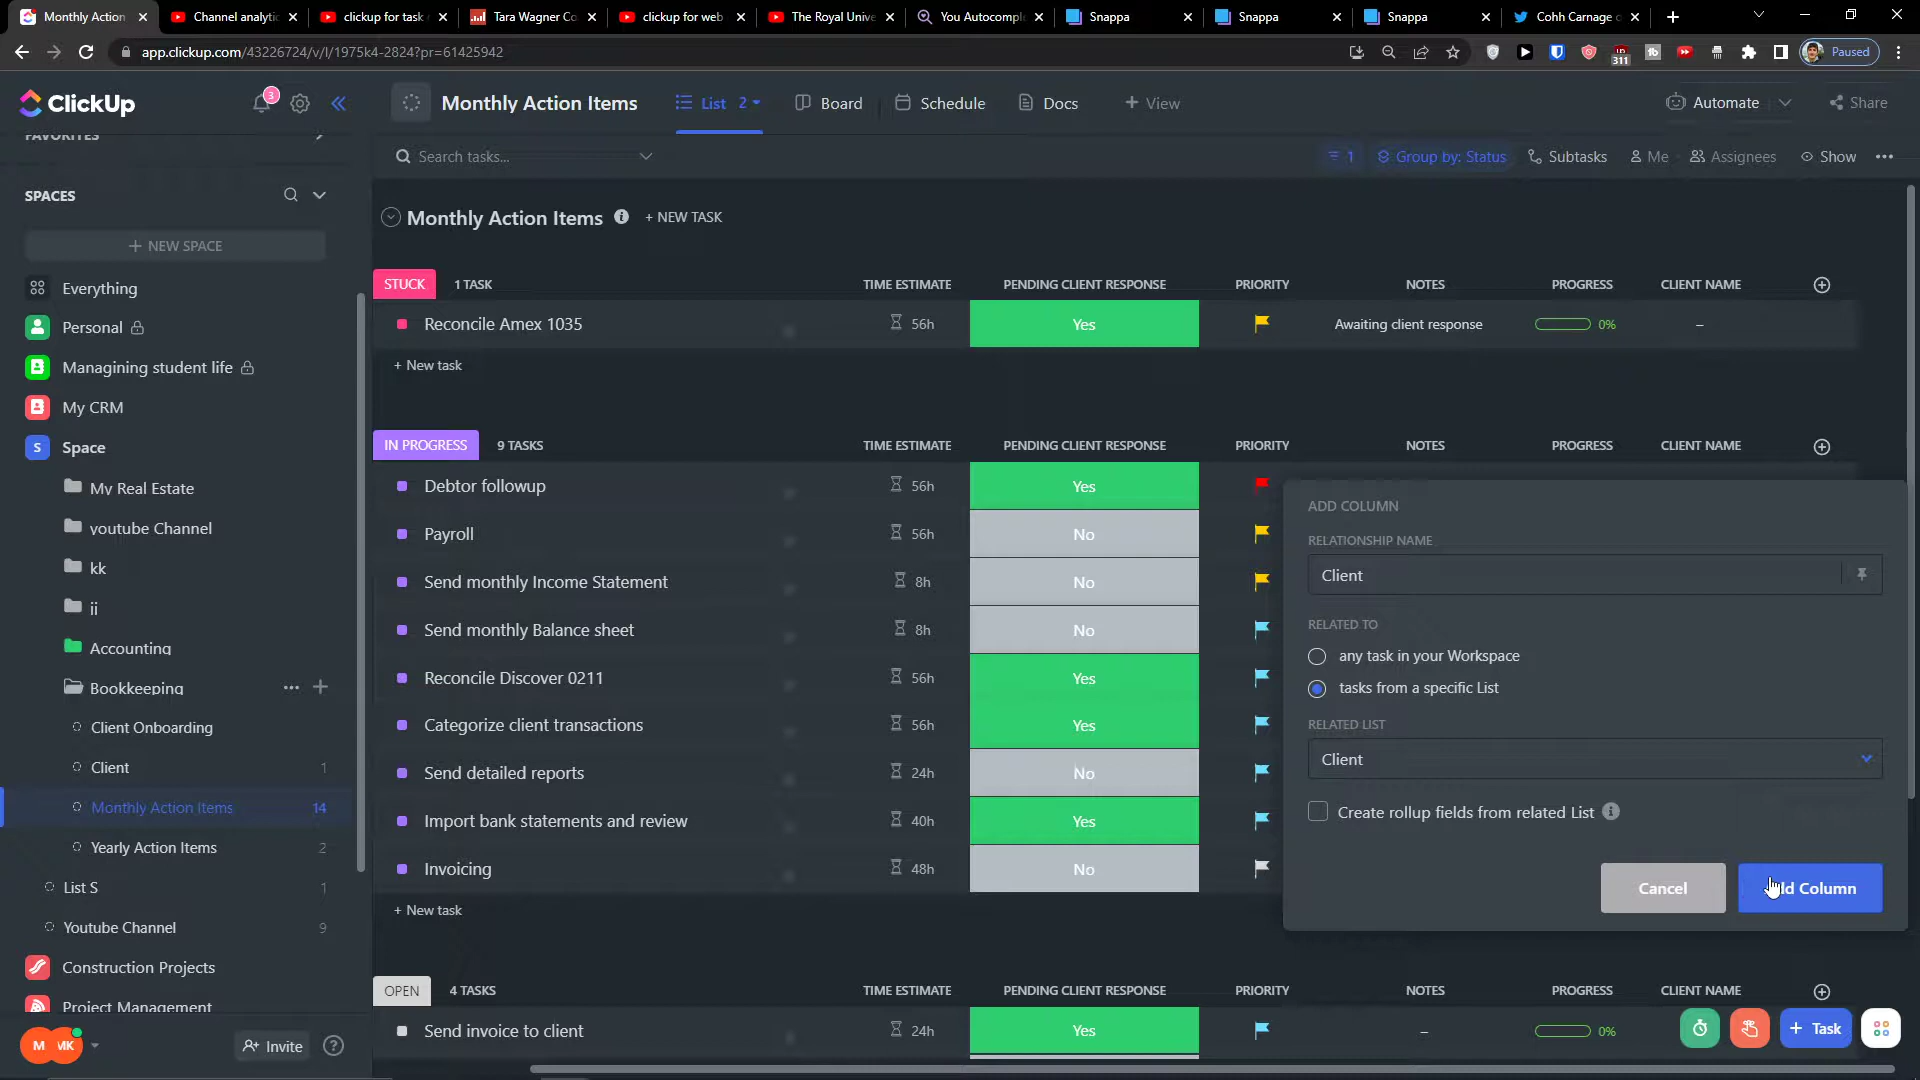 Monthly Action
Channel analytic
clickup for task
Tara Wagner Co
clickup for web
The Royal Unive
You Autocomple
Snappa
Snappa
Snappa
Cohh Carnage
app.clickup.com/43226724/v/l/1975k4-2824?pr=61425942
311
Paused
ClickUp
3
Monthly Action Items
List 2
Board
Schedule
Docs
+ View
Automate
Share
FAVORITES
Search tasks...
1
Group by: Status
Subtasks
Me
Assignees
Show
SPACES
+ NEW SPACE
Everything
Personal
Managining student life
My CRM
S Space
My Real Estate
youtube Channel
kk
ii
Accounting
Bookkeeping
Client Onboarding
Client 1
Monthly Action Items 14
Yearly Action Items 2
List S 1
Youtube Channel 9
Construction Projects
Project Management
M MK
Invite
?
Monthly Action Items + NEW TASK
STUCK 1 TASK TIME ESTIMATE PENDING CLIENT RESPONSE PRIORITY NOTES PROGRESS CLIENT NAME
Reconcile Amex 1035 56h Yes Awaiting client response 0% –
+ New task
IN PROGRESS 9 TASKS TIME ESTIMATE PENDING CLIENT RESPONSE PRIORITY NOTES PROGRESS CLIENT NAME
Debtor followup 56h Yes
Payroll 56h No
Send monthly Income Statement 8h No
Send monthly Balance sheet 8h No
Reconcile Discover 0211 56h Yes
Categorize client transactions 56h Yes
Send detailed reports 24h No
Import bank statements and review 40h Yes
Invoicing 48h No
+ New task
ADD COLUMN
RELATIONSHIP NAME
Client
RELATED TO
any task in your Workspace
tasks from a specific List
RELATED LIST
Client
Create rollup fields from related List
Cancel
Column
OPEN 4 TASKS TIME ESTIMATE PENDING CLIENT RESPONSE PRIORITY NOTES PROGRESS CLIENT NAME
Send invoice to client 24h Yes – 0%
+ Task